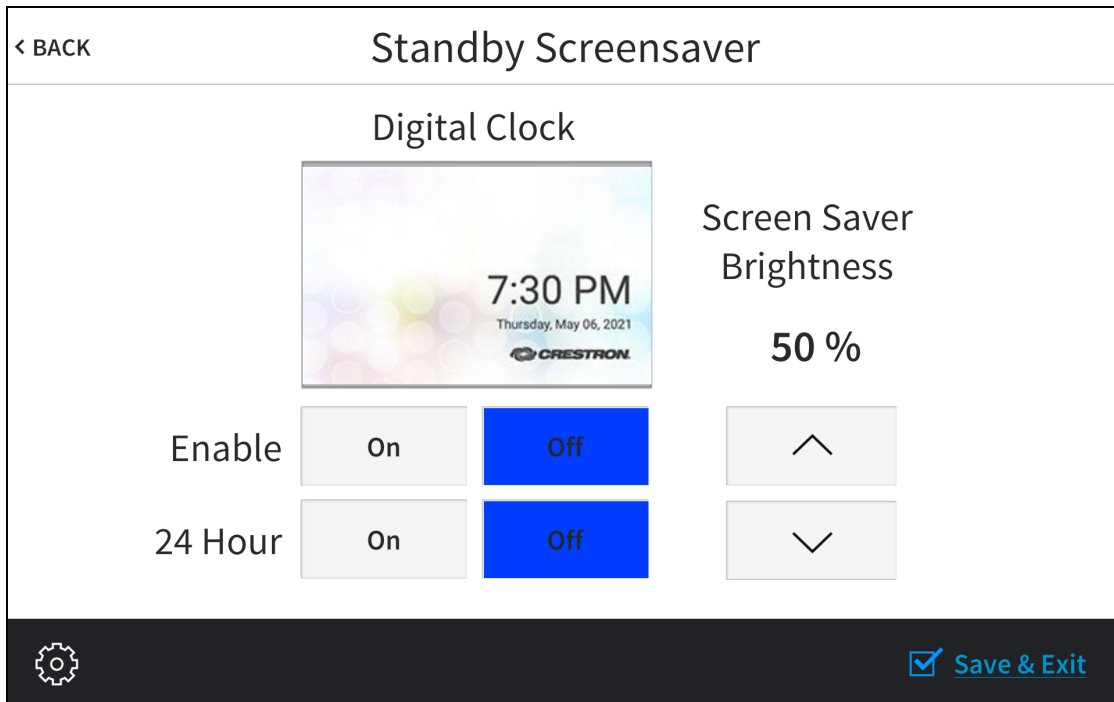 < BACK
Standby Screensaver
Digital Clock
7:30 PM
Thursday, May 06, 2021
CRESTRON
Screen Saver
Brightness
50 %
Enable
On
Off
24 Hour
On
Off
Save & Exit